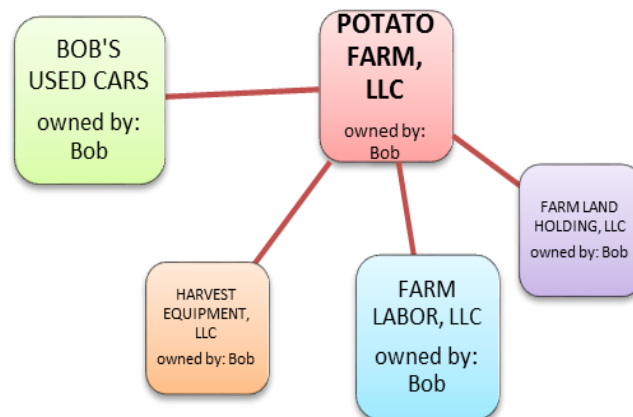 BOB'S
USED CARS
owned by:
Bob
POTATO
FARM,
LLC
owned by:
Bob
FARM LAND
HOLDING, LLC
owned by: Bob
HARVEST
EQUIPMENT,
LLC
owned by: Bob
FARM
LABOR, LLC
owned by:
Bob